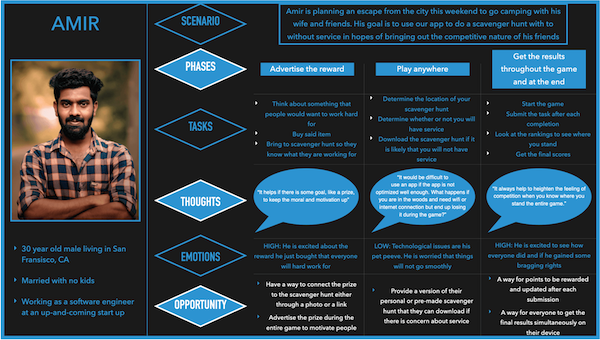 AMIR
30 year old male living in San
Fransisco, CA
Married with no kids
Working as a software engineer
at an up-and-coming start up
SCENARIO
Amir is planning an escape from the city this weekend to go camping with his
wife and friends. His goal is to use our app to do a scavenger hunt with to
without service in hopes of bringing out the competitive nature of his friends
PHASES
Advertise the reward
Play anywhere
Get the results
throughout the game
and at the end
TASKS
Think about something that
people would want to work hard
for
Buy said item
Bring to scavenger hunt so they
know what they are working for
Determine the location of your
scavenger hunt
Determine whether or not you will
have service
Download the scavenger hunt if it
is likely that you will not have
service
Start the game
Submit the task after each
completion
Look at the rankings to see where
you stand
Get the final scores
THOUGHTS
"It helps if there is some goal, like a prize,
to keep the moral and motivation up"
"It would be difficult to
use an app if the app is not
optimized well enough. What happens if
you are in the woods and need wifi or
internet connection but end up losing
it during the game?"
"It always help to heighten the feeling of
competition when you know where you
stand the entire game."
EMOTIONS
HIGH: He is excited about the
reward he just bought that everyone
will hard work for
LOW: Technological issues are his
pet peeve. He is worried that things
will not go smoothly
HIGH: He is excited to see how
everyone did and if he gained some
bragging rights
OPPORTUNITY
Have a way to connect the prize
to the scavenger hunt either
through a photo or a link
Advertise the prize during the
entire game to motivate people
Provide a version of their
personal or pre-made scavenger
hunt that they can download if
there is concern about service
A way for points to be rewarded
and updated after each
submission
A way for everyone to get the
final results simultaneously on
their device